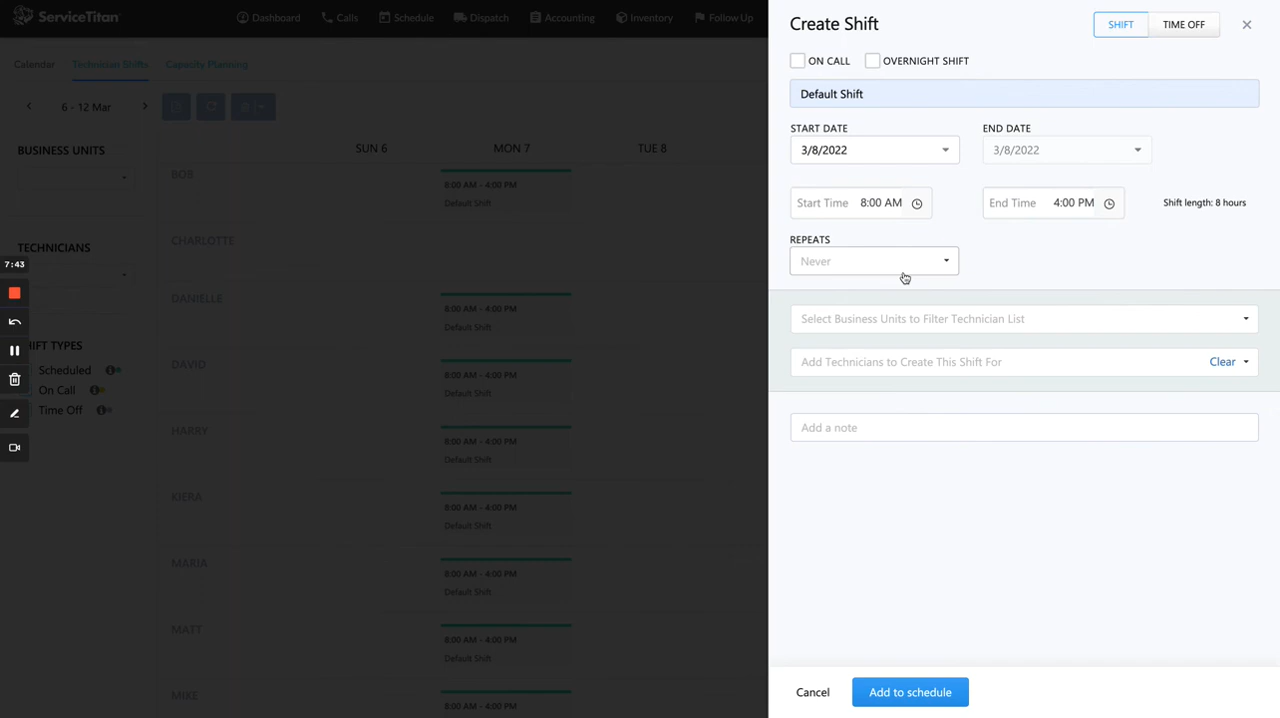 ServiceTitan
Dashboard
Calls
Schedule
Dispatch
Accounting
Inventory
Follow Up
Calendar
Technician Shifts
Capacity Planning
6 - 12 Mar
BUSINESS UNITS
TECHNICIANS
7:43
HIFT TYPES
Scheduled
On Call
Time Off
SUN 6
MON 7
TUE 8
BOB
8:00 AM - 4:00 PM
Default Shift
CHARLOTTE
DANIELLE
8:00 AM - 4:00 PM
Default Shift
DAVID
8:00 AM - 4:00 PM
Default Shift
HARRY
8:00 AM - 4:00 PM
Default Shift
KIERA
8:00 AM - 4:00 PM
Default Shift
MARIA
8:00 AM - 4:00 PM
Default Shift
MATT
8:00 AM - 4:00 PM
Default Shift
MIKE
8:00 AM - 4:00 PM
Create Shift
SHIFT
TIME OFF
ON CALL
OVERNIGHT SHIFT
Default Shift
START DATE
END DATE
3/8/2022
3/8/2022
Start Time 8:00 AM
End Time 4:00 PM
Shift length: 8 hours
REPEATS
Never
Select Business Units to Filter Technician List
Add Technicians to Create This Shift For
Clear
Add a note
Cancel
Add to schedule